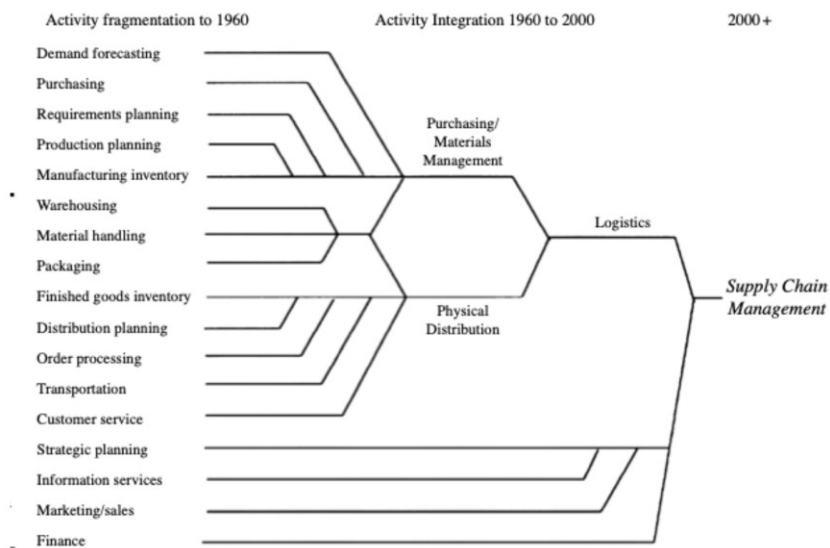 Activity fragmentation to 1960
Activity Integration 1960 to 2000
2000+
Demand forecasting
Purchasing
Requirements planning
Production planning
Manufacturing inventory
Warehousing
Material handling
Packaging
Finished goods inventory
Distribution planning
Order processing
Transportation
Customer service
Strategic planning
Information services
Marketing/sales
Finance
Purchasing/
Materials
Management
Physical
Distribution
Logistics
Supply Chain
Management